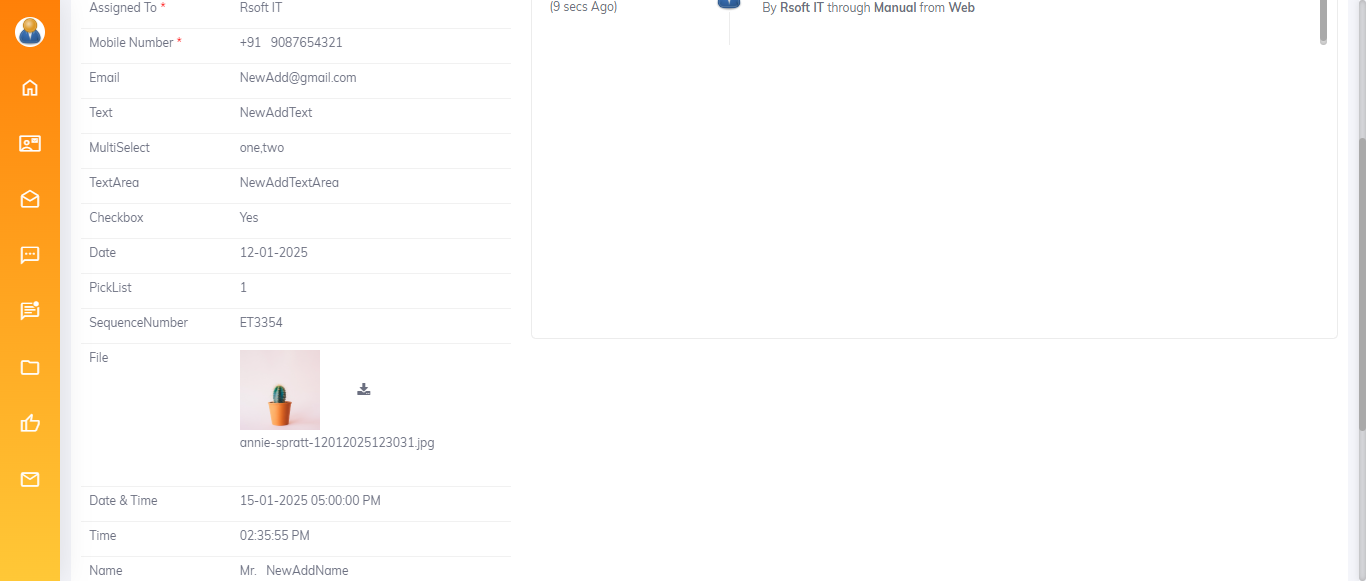 Assigned To * Rsoft IT
Mobile Number * +91 9087654321
Email NewAdd@gmail.com
Text NewAddText
MultiSelect one,two
TextArea NewAddTextArea
Checkbox Yes
Date 12-01-2025
PickList 1
SequenceNumber ET3354
File
annie-spratt-12012025123031.jpg
Date & Time 15-01-2025 05:00:00 PM
Time 02:35:55 PM
Name Mr. NewAddName
(9 secs Ago)
By Rsoft IT through Manual from Web